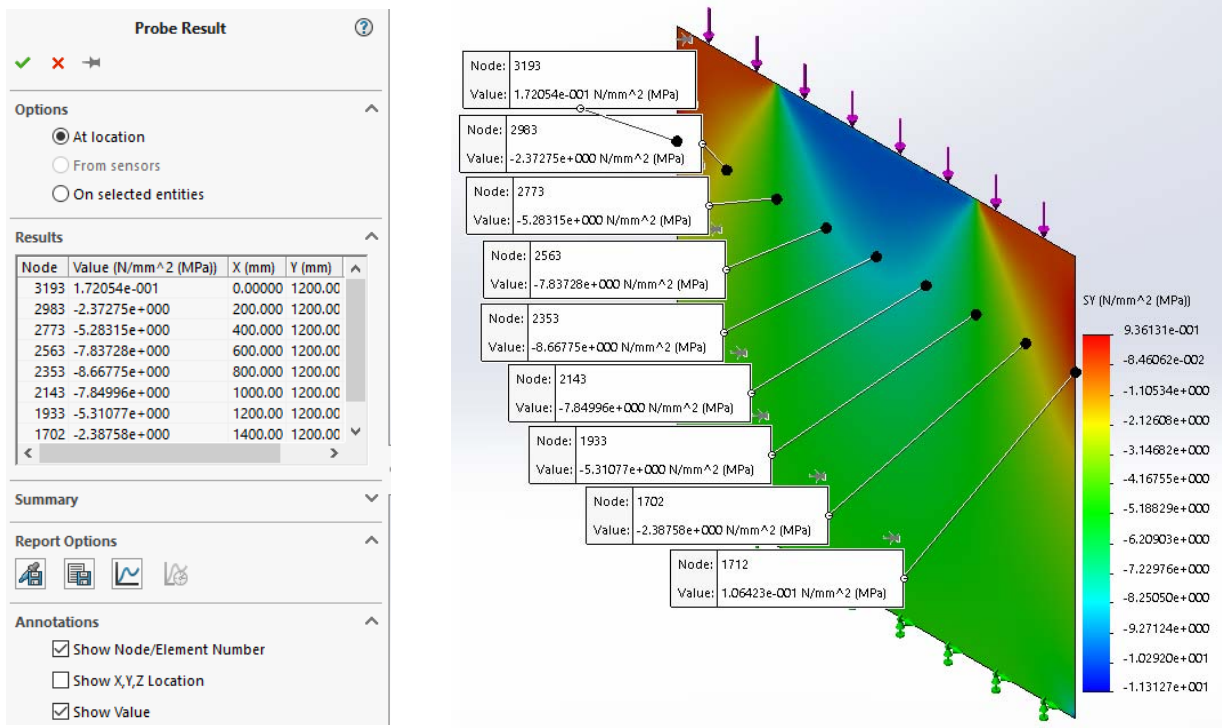 Probe Result
Options
At location
From sensors
On selected entities
Results
Node Value (N/mm^2 (MPa)) X (mm) Y (mm)
3193 1.72054e-001 0.00000 1200.00
2983 -2.37275e+000 200.000 1200.00
2773 -5.28315e+000 400.000 1200.00
2563 -7.83728e+000 600.000 1200.00
2353 -8.66775e+000 800.000 1200.00
2143 -7.84996e+000 1000.00 1200.00
1933 -5.31077e+000 1200.00 1200.00
1702 -2.38758e+000 1400.00 1200.00
Summary
Report Options
Annotations
Show Node/Element Number
Show X,Y,Z Location
Show Value
Node: 3193
Value: 1.72054e-001 N/mm^2 (MPa)
Node: 2983
Value: -2.37275e+000 N/mm^2 (MPa)
Node: 2773
Value: -5.28315e+000 N/mm^2 (MPa)
Node: 2563
Value: -7.83728e+000 N/mm^2 (MPa)
Node: 2353
Value: -8.66775e+000 N/mm^2 (MPa)
Node: 2143
Value: -7.84996e+000 N/mm^2 (MPa)
Node: 1933
Value: -5.31077e+000 N/mm^2 (MPa)
Node: 1702
Value: -2.38758e+000 N/mm^2 (MPa)
Node: 1712
Value: 1.06423e-001 N/mm^2 (MPa)
SY (N/mm^2 (MPa))
9.36131e-001
-8.46062e-002
-1.10534e+000
-2.12608e+000
-3.14682e+000
-4.16755e+000
-5.18829e+000
-6.20903e+000
-7.22976e+000
-8.25050e+000
-9.27124e+000
-1.02920e+001
-1.13127e+001